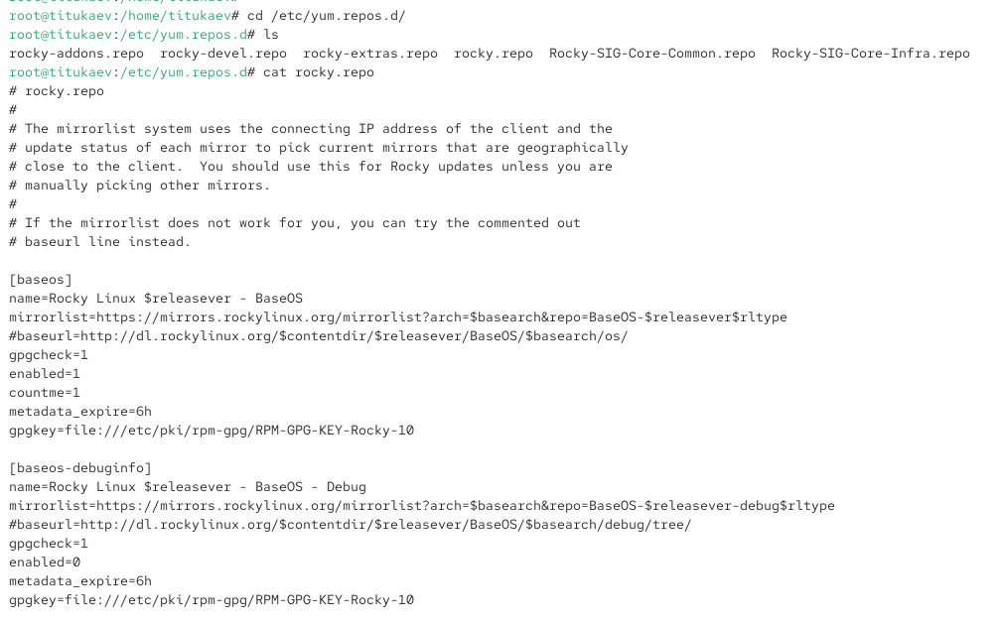 root@titukaev:/home/titukaev# cd /etc/yum.repos.d/
root@titukaev:/etc/yum.repos.d# ls
rocky-addons.repo  rocky-devel.repo  rocky-extras.repo  rocky.repo  Rocky-SIG-Core-Common.repo  Rocky-SIG-Core-Infra.repo
root@titukaev:/etc/yum.repos.d# cat rocky.repo
# rocky.repo
#
# The mirrorlist system uses the connecting IP address of the client and the
# update status of each mirror to pick current mirrors that are geographically
# close to the client.  You should use this for Rocky updates unless you are
# manually picking other mirrors.
#
# If the mirrorlist does not work for you, you can try the commented out
# baseurl line instead.

[baseos]
name=Rocky Linux $releasever - BaseOS
mirrorlist=https://mirrors.rockylinux.org/mirrorlist?arch=$basearch&repo=BaseOS-$releasever$rltype
#baseurl=http://dl.rockylinux.org/$contentdir/$releasever/BaseOS/$basearch/os/
gpgcheck=1
enabled=1
countme=1
metadata_expire=6h
gpgkey=file:///etc/pki/rpm-gpg/RPM-GPG-KEY-Rocky-10

[baseos-debuginfo]
name=Rocky Linux $releasever - BaseOS - Debug
mirrorlist=https://mirrors.rockylinux.org/mirrorlist?arch=$basearch&repo=BaseOS-$releasever-debug$rltype
#baseurl=http://dl.rockylinux.org/$contentdir/$releasever/BaseOS/$basearch/debug/tree/
gpgcheck=1
enabled=0
metadata_expire=6h
gpgkey=file:///etc/pki/rpm-gpg/RPM-GPG-KEY-Rocky-10